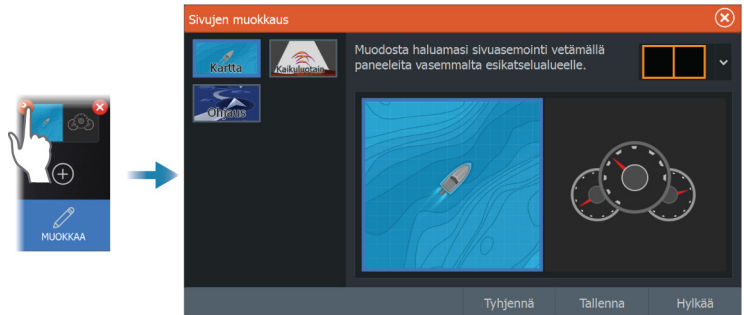 Sivujen muokkaus
Kartta
Kaikuluotain
Ohjaus
Muodosta haluamasi sivuasemointi vetämällä
paneeleita vasemmalta esikatselualueelle.
MUOKKAA
Tyhjennä
Tallenna
Hylkää